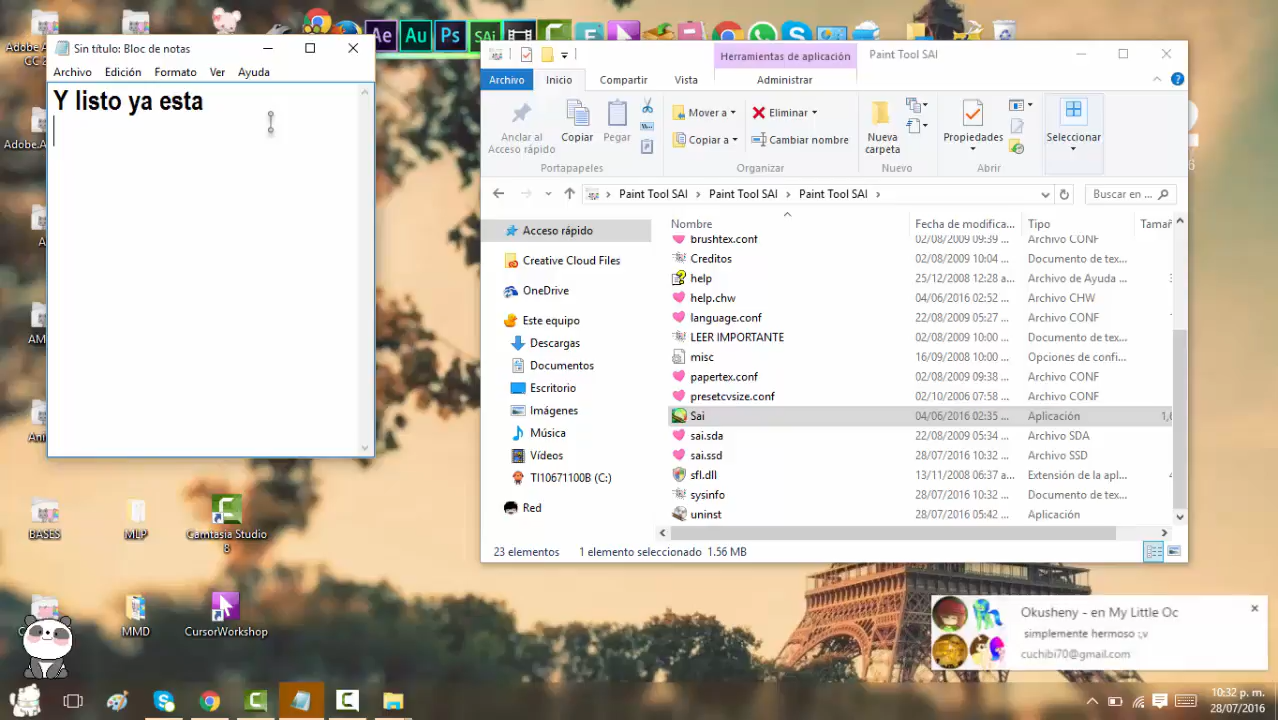 Adobe
CC 2
Ae
Au
Ps
SAi
Sin título: Bloc de notas
Archivo Edición Formato Ver Ayuda
Y listo ya esta
Herramientas de aplicación
Paint Tool SAI
Archivo Inicio Compartir Vista Administrar
Anclar al
Acceso rápido
Copiar
Pegar
Portapapeles
Mover a
Copiar a
Eliminar
Cambiar nombre
Organizar
Nueva
carpeta
Nuevo
Propiedades
Abrir
Seleccionar
Paint Tool SAI > Paint Tool SAI > Paint Tool SAI >
Buscar en ...
Acceso rápido
Creative Cloud Files
OneDrive
Este equipo
Descargas
Documentos
Escritorio
Imágenes
Música
Vídeos
TI10671100B (C:)
Red
Nombre Fecha de modifica... Tipo Tamañ
brushtex.conf 02/08/2009 09:39 ... Archivo CONF
Creditos 02/08/2009 10:04 ... Documento de tex...
help 25/12/2008 12:28 a... Archivo de Ayuda ...
help.chw 04/06/2016 02:52 ... Archivo CHW
language.conf 22/08/2009 05:27 ... Archivo CONF
LEER IMPORTANTE 02/08/2009 10:00 ... Documento de tex...
misc 16/09/2008 10:00 ... Opciones de confi...
papertex.conf 02/08/2009 09:38 ... Archivo CONF
presetcvsize.conf 02/10/2006 07:58 ... Archivo CONF
Sai 04/06/2016 02:35 ... Aplicación
sai.sda 22/08/2009 05:34 ... Archivo SDA
sai.ssd 28/07/2016 10:32 ... Archivo SSD
sfl.dll 13/11/2008 06:37 a... Extensión de la apl...
sysinfo 28/07/2016 10:32 ... Documento de tex...
uninst 28/07/2016 05:42 ... Aplicación
23 elementos 1 elemento seleccionado 1.56 MB
BASES
MLP
Camtasia Studio
8
MMD
CursorWorkshop
Okusheny - en My Little Oc
simplemente hermoso :,v
cuchibi70@gmail.com
10:32 p. m.
28/07/2016